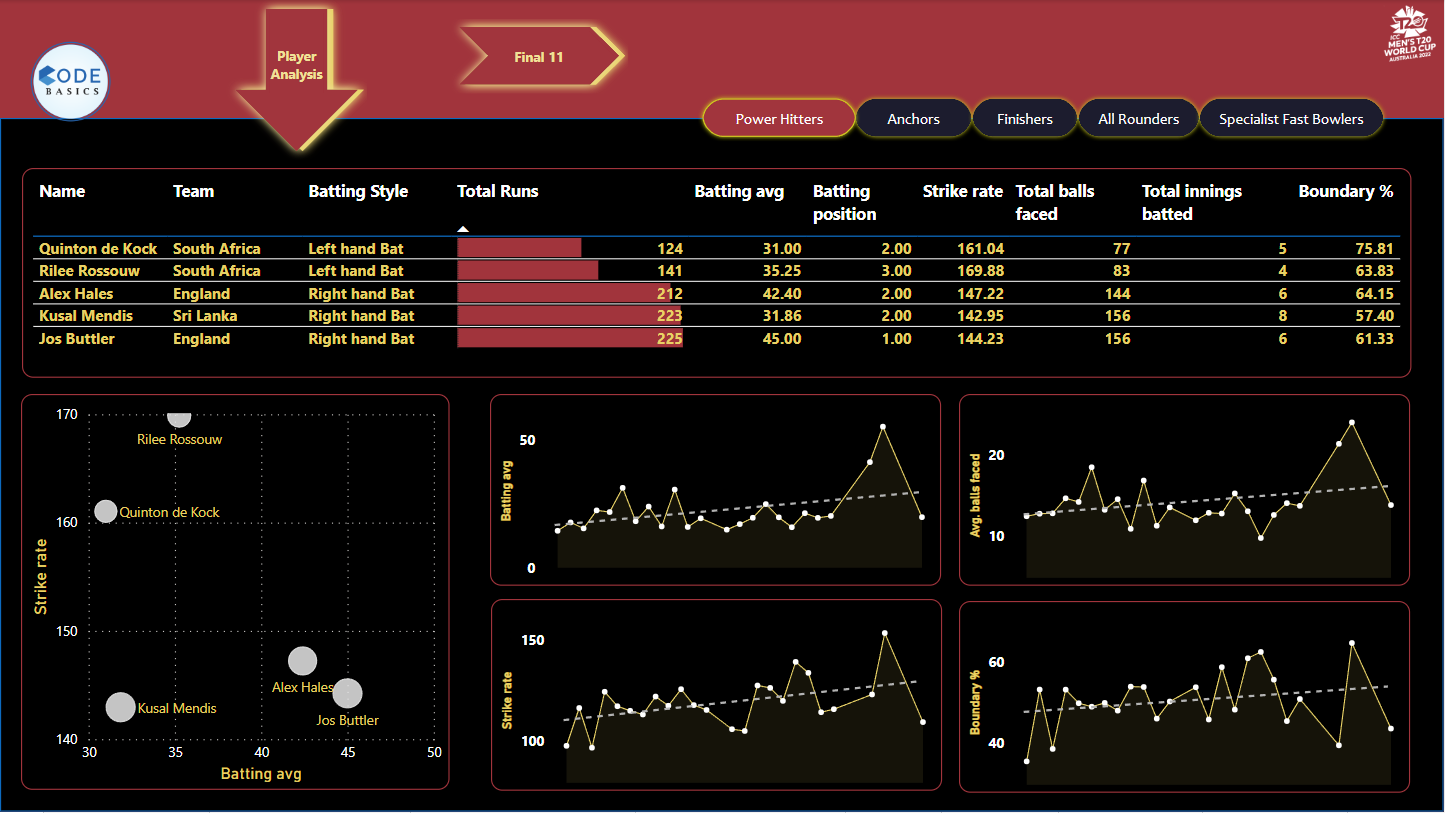 Player
Analysis
Final 11
CODE
BASICS
ICC
MEN'S T20
WORLD CUP
AUSTRALIA 2022
Power Hitters Anchors Finishers All Rounders Specialist Fast Bowlers
Name Team Batting Style Total Runs Batting avg Batting position Strike rate Total balls faced Total innings batted Boundary %
Quinton de Kock South Africa Left hand Bat 124 31.00 2.00 161.04 77 5 75.81
Rilee Rossouw South Africa Left hand Bat 141 35.25 3.00 169.88 83 4 63.83
Alex Hales England Right hand Bat 212 42.40 2.00 147.22 144 6 64.15
Kusal Mendis Sri Lanka Right hand Bat 223 31.86 2.00 142.95 156 8 57.40
Jos Buttler England Right hand Bat 225 45.00 1.00 144.23 156 6 61.33
Strike rate
170
160
150
140
Rilee Rossouw
Quinton de Kock
Alex Hales
Kusal Mendis
Jos Buttler
30 35 40 45 50
Batting avg
Batting avg
50
0
Avg. balls faced
20
10
Strike rate
150
100
Boundary %
60
40